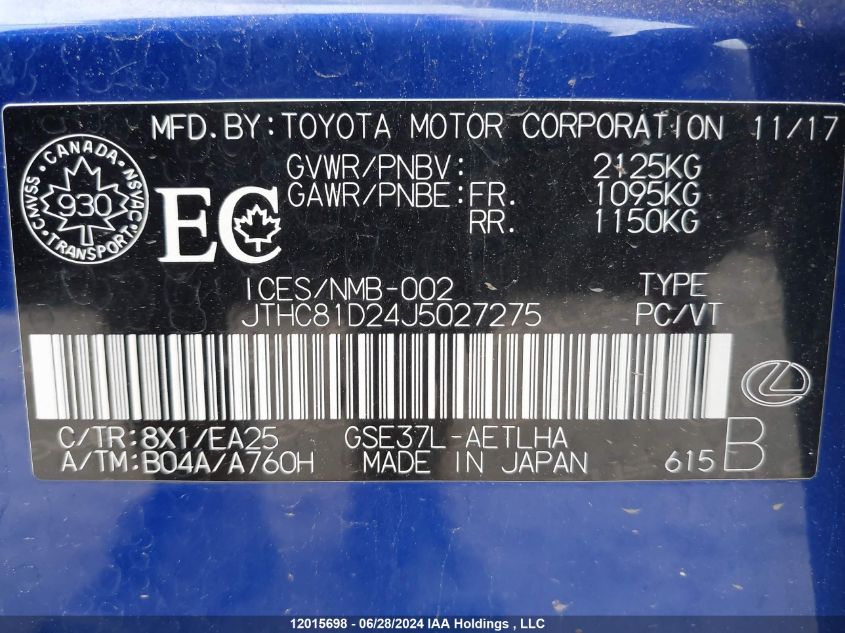 MFD.BY:TOYOTA MOTOR CORPORATION 11/17
GVWR/PNBV: 2125KG
GAWR/PNBE:FR. 1095KG
RR. 1150KG
CANADA
CMVSS 930 NSVAC
TRANSPORT
EC
ICES/NMB-002 TYPE
JTHC81D24J5027275 PC/VT
C/TR:8X1/EA25 GSE37L-AETLHA
A/TM:B04A/A760H MADE IN JAPAN 615 B
12015698 - 06/28/2024 IAA Holdings , LLC